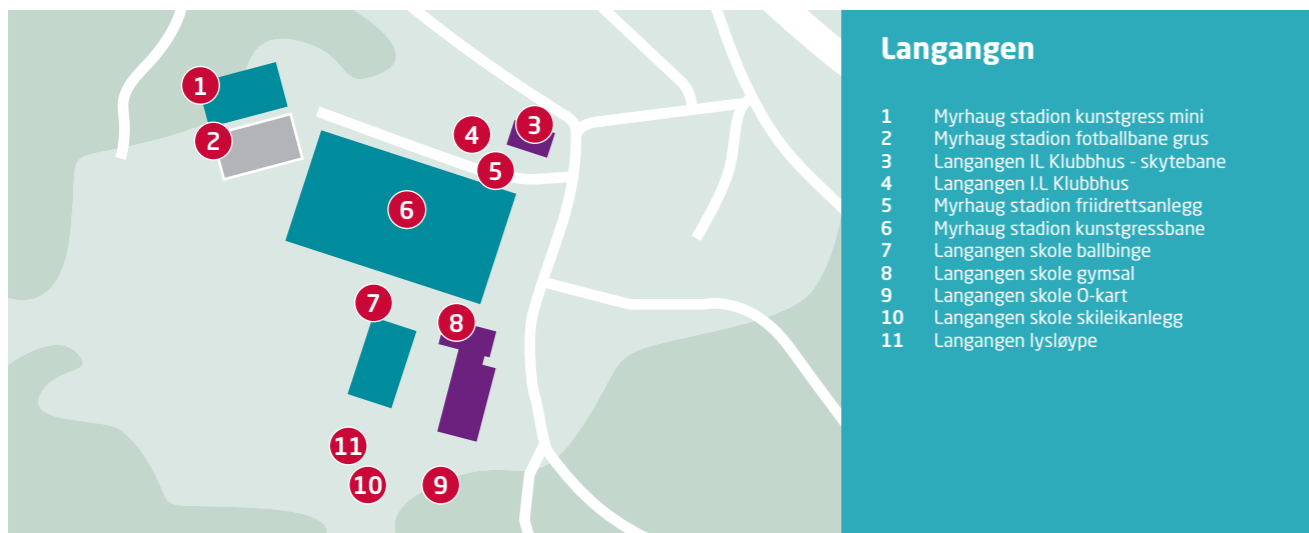 1
2
3
4
5
6
7
8
11
10
9
Langangen
1 Myrhaug stadion kunstgress mini
2 Myrhaug stadion fotballbane grus
3 Langangen IL Klubbhus - skytebane
4 Langangen I.L Klubbhus
5 Myrhaug stadion friidrettsanlegg
6 Myrhaug stadion kunstgressbane
7 Langangen skole ballbinge
8 Langangen skole gymsal
9 Langangen skole O-kart
10 Langangen skole skileikanlegg
11 Langangen lysløype